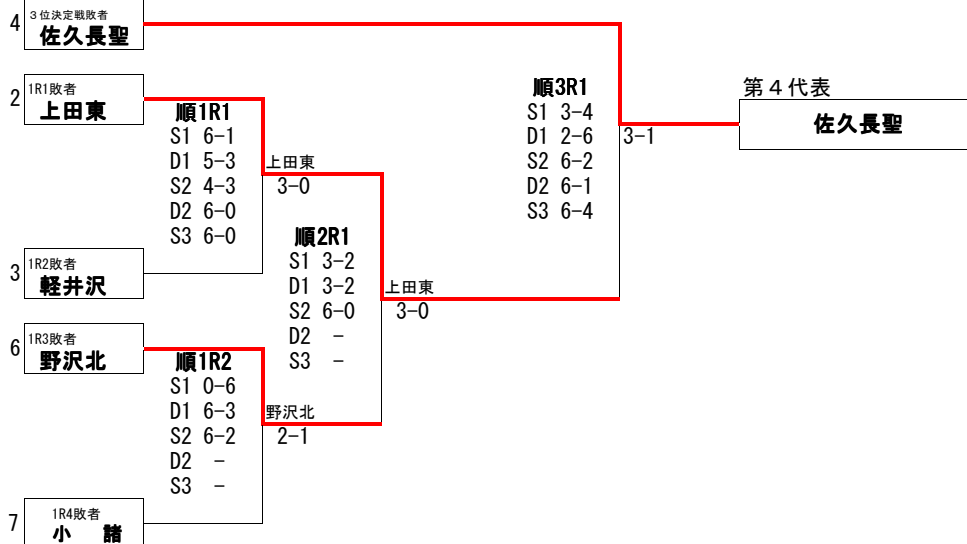 4
3位決定戦敗者
佐久長聖
2
1R1敗者
上田東
順1R1
S1 6-1
D1 5-3
S2 4-3
D2 6-0
S3 6-0
上田東
3-0
3
1R2敗者
軽井沢
6
1R3敗者
野沢北
順1R2
S1 0-6
D1 6-3
S2 6-2
D2 -
S3 -
野沢北
2-1
7
1R4敗者
小 諸
順2R1
S1 3-2
D1 3-2
S2 6-0
D2 -
S3 -
上田東
3-0
順3R1
S1 3-4
D1 2-6
S2 6-2
D2 6-1
S3 6-4
3-1
第4代表
佐久長聖